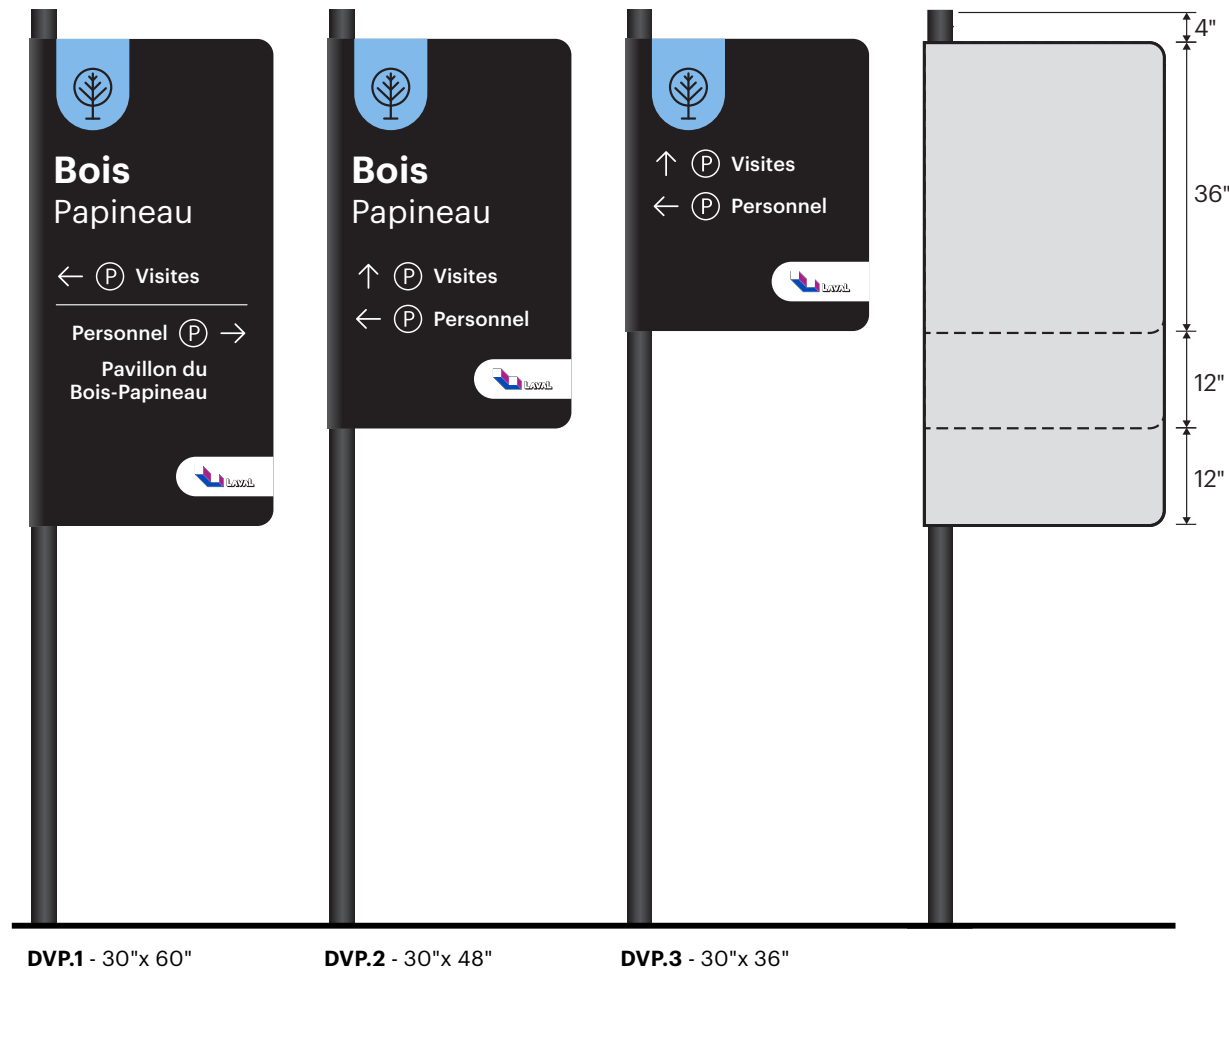 Bois
Papineau
← P Visites
Personnel P →
Pavillon du
Bois-Papineau
LAVAL
Bois
Papineau
↑ P Visites
← P Personnel
LAVAL
↑ P Visites
← P Personnel
LAVAL
4"
36"
12"
12"
DVP.1 - 30"x 60"
DVP.2 - 30"x 48"
DVP.3 - 30"x 36"